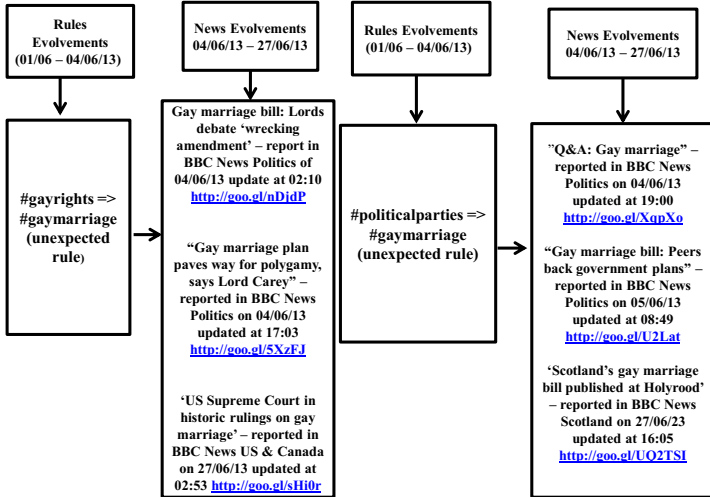 Rules
Evolvements
(01/06 – 04/06/13)
News Evolvements
04/06/13 – 27/06/13
Rules
Evolvements
(01/06 – 04/06/13)
News Evolvements
04/06/13 – 27/06/13
#gayrights =>
#gaymarriage
(unexpected
rule)
Gay marriage bill: Lords
debate ‘wrecking
amendment’ – report in
BBC News Politics of
04/06/13 update at 02:10
http://goo.gl/nDjdP
“Gay marriage plan
paves way for polygamy,
says Lord Carey” –
reported in BBC News
Politics on 04/06/13
updated at 17:03
http://goo.gl/5XzFJ
‘US Supreme Court in
historic rulings on gay
marriage’ – reported in
BBC News US & Canada
on 27/06/13 updated at
02:53 http://goo.gl/sHi0r
#politicalparties =>
#gaymarriage
(unexpected rule)
”Q&A: Gay marriage” –
reported in BBC News
Politics on 04/06/13
updated at 19:00
http://goo.gl/XqpXo
“Gay marriage bill: Peers
back government plans” –
reported in BBC News
Politics on 05/06/13
updated at 08:49
http://goo.gl/U2Lat
‘Scotland’s gay marriage
bill published at Holyrood’
– reported in BBC News
Scotland on 27/06/23
updated at 16:05
http://goo.gl/UQ2TSI